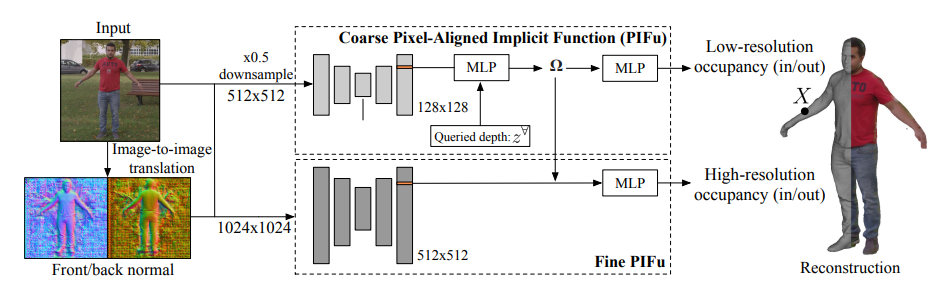 Input
x0.5
downsample
512x512
Image-to-image
translation
Front/back normal
1024x1024
Coarse Pixel-Aligned Implicit Function (PIFu)
MLP
Ω
MLP
128x128
Queried depth: z∀
Low-resolution
occupancy (in/out)
MLP
512x512
Fine PIFu
High-resolution
occupancy (in/out)
X
Reconstruction